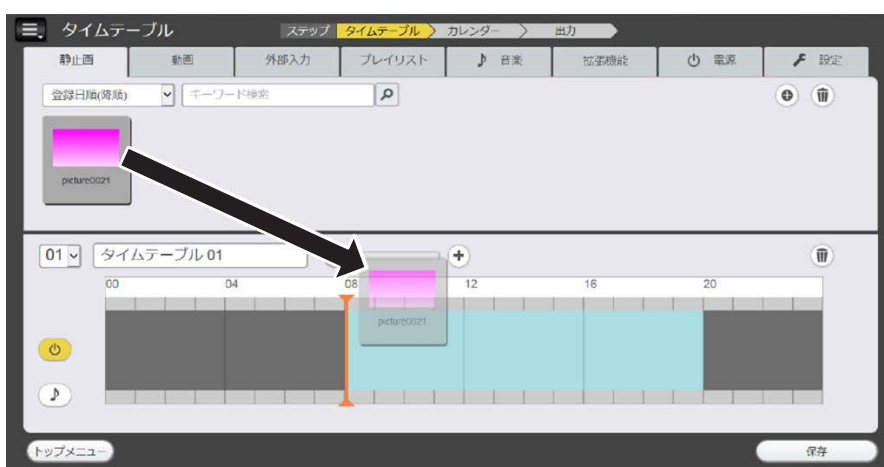 タイムテーブル ステップ タイムテーブル カレンダー 出力
静止画 動画 外部入力 プレイリスト 音楽 拡張機能 電源 設定
登録日順(降順) キーワード検索
picture0021
01 タイムテーブル 01
00 04 08 12 16 20
picture0021
トップメニュー 保存